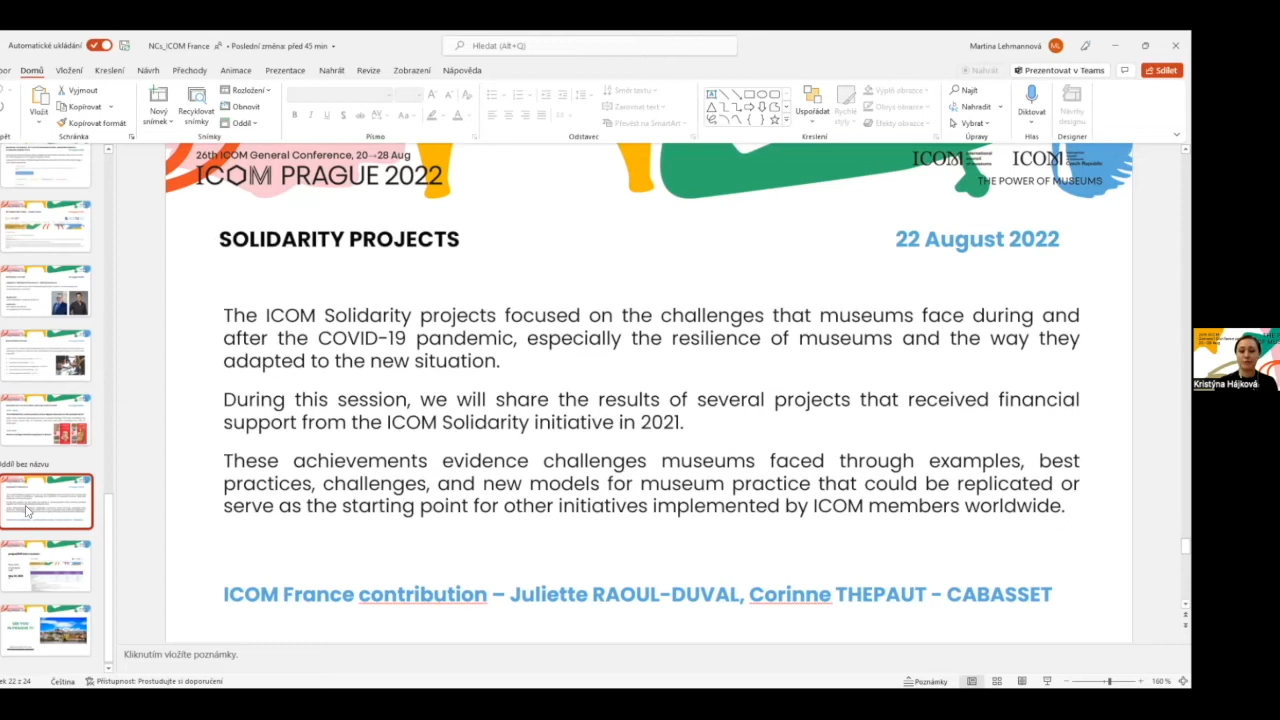 Automatické ukládání
NCs_ICOM France
• Poslední změna: před 45 min
Hledat (Alt+Q)
Martina Lehmannová
ML
Domů
Vložení
Kreslení
Návrh
Přechody
Animace
Prezentace
Nahrát
Revize
Zobrazení
Nápověda
Nahrát
Prezentovat v Teams
Sdílet
Vložit
Vyjmout
Kopírovat
Kopírovat formát
Schránka
Nový
snímek
Recyklovat
snímky
Rozložení
Obnovit
Oddíl
Snímky
Písmo
Směr textu
Zarovnat text
Převést na SmartArt
Odstavec
Uspořádat
Rychlé
styly
Výplň obrazce
Obrys obrazce
Efekty obrazce
Kreslení
Najít
Nahradit
Vybrat
Úpravy
Diktovat
Hlas
Návrhy
designu
Designer
26th ICOM General Conference, 20→28 Aug
ICOM PRAGUE 2022
ICOM
ICOM
THE POWER OF MUSEUMS
SOLIDARITY PROJECTS
22 August 2022
The ICOM Solidarity projects focused on the challenges that museums face during and
after the COVID-19 pandemic, especially the resilience of museums and the way they
adapted to the new situation.
During this session, we will share the results of several projects that received financial
support from the ICOM Solidarity initiative in 2021.
These achievements evidence challenges museums faced through examples, best
practices, challenges, and new models for museum practice that could be replicated or
serve as the starting point for other initiatives implemented by ICOM members worldwide.
ICOM France contribution – Juliette RAOUL-DUVAL, Corinne THEPAUT - CABASSET
Kristýna Hájková
Kliknutím vložíte poznámky.
22 z 24
Čeština
Přístupnost: Prostudujte si doporučení
Poznámky
160 %